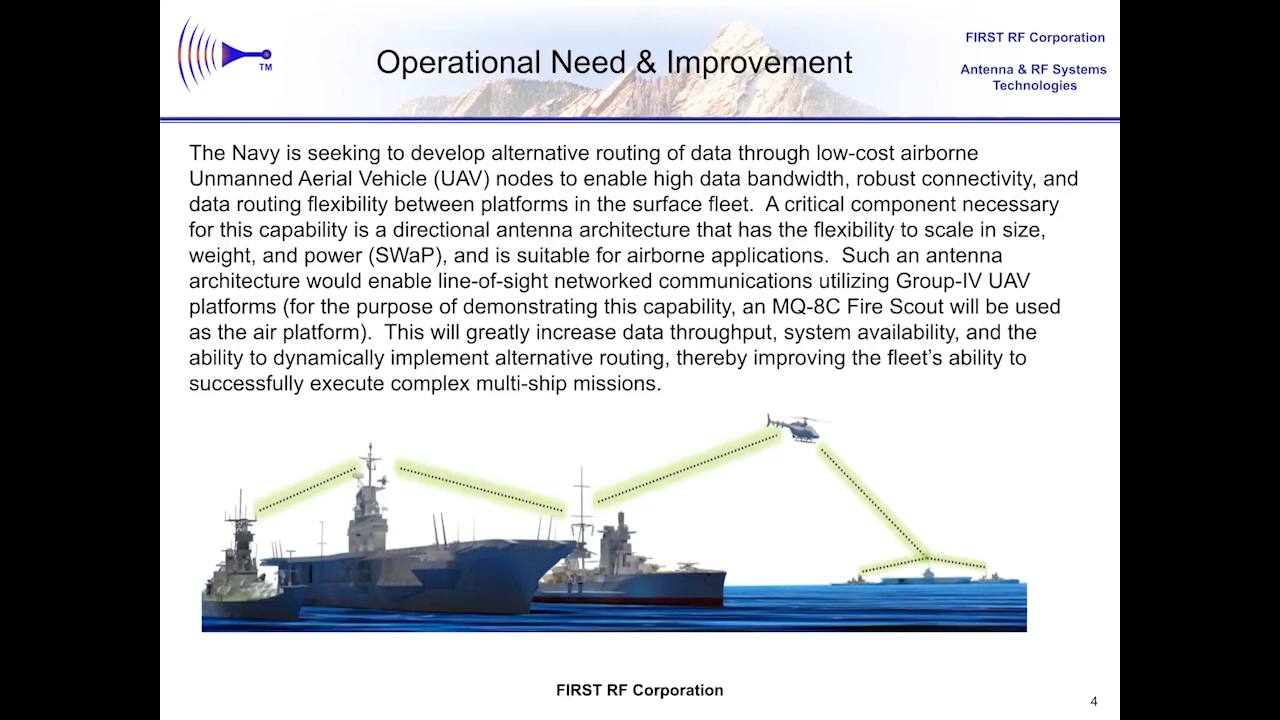 TM
Operational Need & Improvement
FIRST RF Corporation
Antenna & RF Systems
Technologies
The Navy is seeking to develop alternative routing of data through low-cost airborne
Unmanned Aerial Vehicle (UAV) nodes to enable high data bandwidth, robust connectivity, and
data routing flexibility between platforms in the surface fleet.  A critical component necessary
for this capability is a directional antenna architecture that has the flexibility to scale in size,
weight, and power (SWaP), and is suitable for airborne applications.  Such an antenna
architecture would enable line-of-sight networked communications utilizing Group-IV UAV
platforms (for the purpose of demonstrating this capability, an MQ-8C Fire Scout will be used
as the air platform).  This will greatly increase data throughput, system availability, and the
ability to dynamically implement alternative routing, thereby improving the fleet’s ability to
successfully execute complex multi-ship missions.
FIRST RF Corporation
4